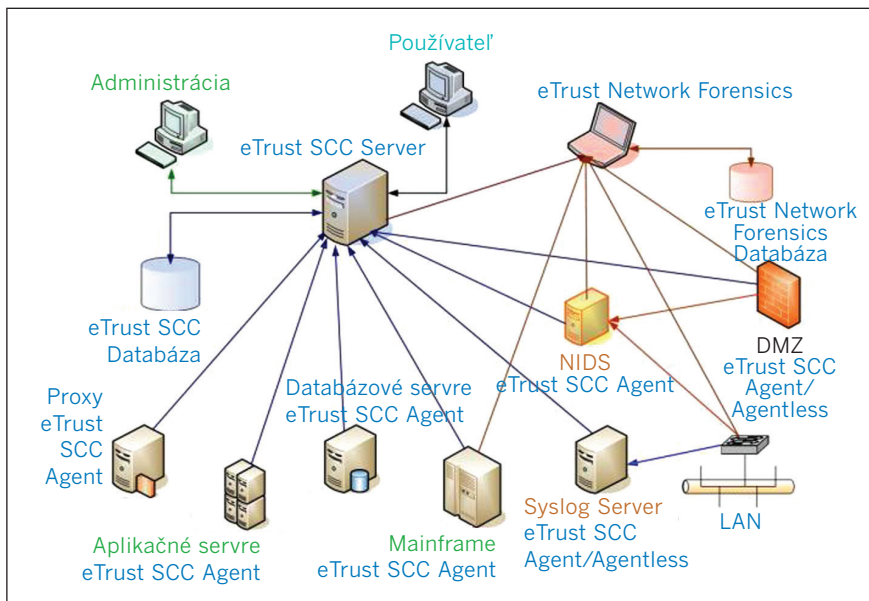 Používateľ
Administrácia
eTrust Network Forensics
eTrust SCC Server
eTrust Network
Forensics
Databáza
eTrust SCC
Databáza
DMZ
eTrust SCC
Agent/
Agentless
NIDS
eTrust SCC Agent
Databázové servre
eTrust SCC Agent
Proxy
eTrust
SCC
Agent
Syslog Server
eTrust SCC
Agent/Agentless
LAN
Aplikačné servre
eTrust SCC Agent
Mainframe
eTrust SCC Agent